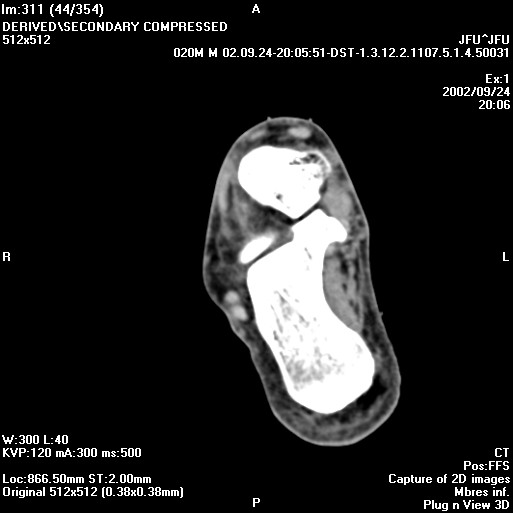 Im:311 (44/354)
A
DERIVED\SECONDARY COMPRESSED
512x512
JFU^JFU
020M M 02.09.24-20:05:51-DST-1.3.12.2.1107.5.1.4.50031
Ex:1
2002/09/24
20:06
R
L
W:300 L:40
KVP:120 mA:300 ms:500
CT
Pos:FFS
Loc:866.50mm ST:2.00mm
Capture of 2D images
Original 512x512 (0.38x0.38mm)
Mbres inf.
P
Plug n View 3D